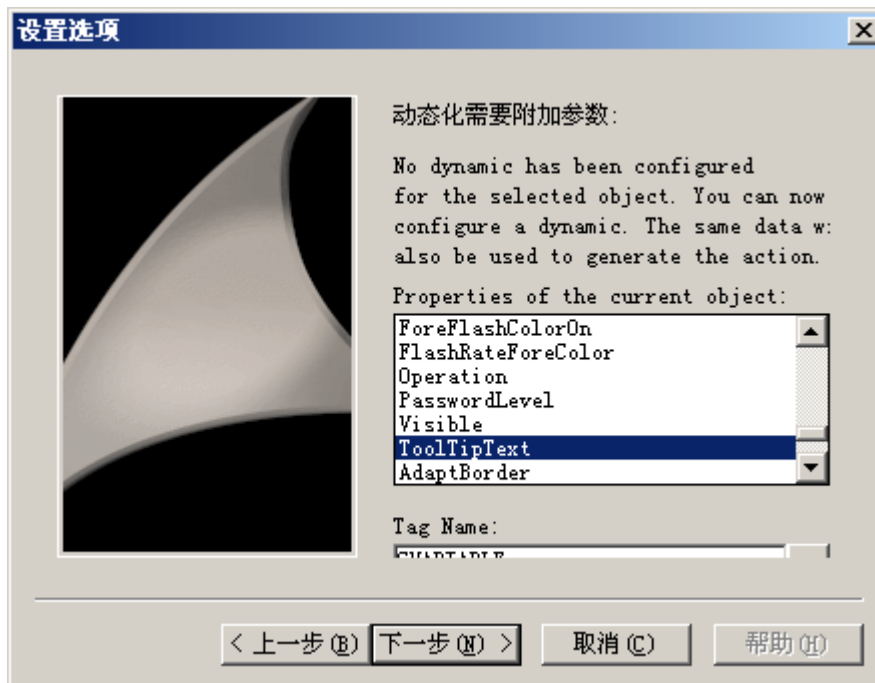 设置选项
动态化需要附加参数:
No dynamic has been configured
for the selected object. You can now
configure a dynamic. The same data w
also be used to generate the action.
Properties of the current object:
ForeFlashColorOn
FlashRateForeColor
Operation
PasswordLevel
Visible
ToolTipText
AdaptBorder
Tag Name:
< 上一步(B) 下一步(N) > 取消(C) 帮助(H)